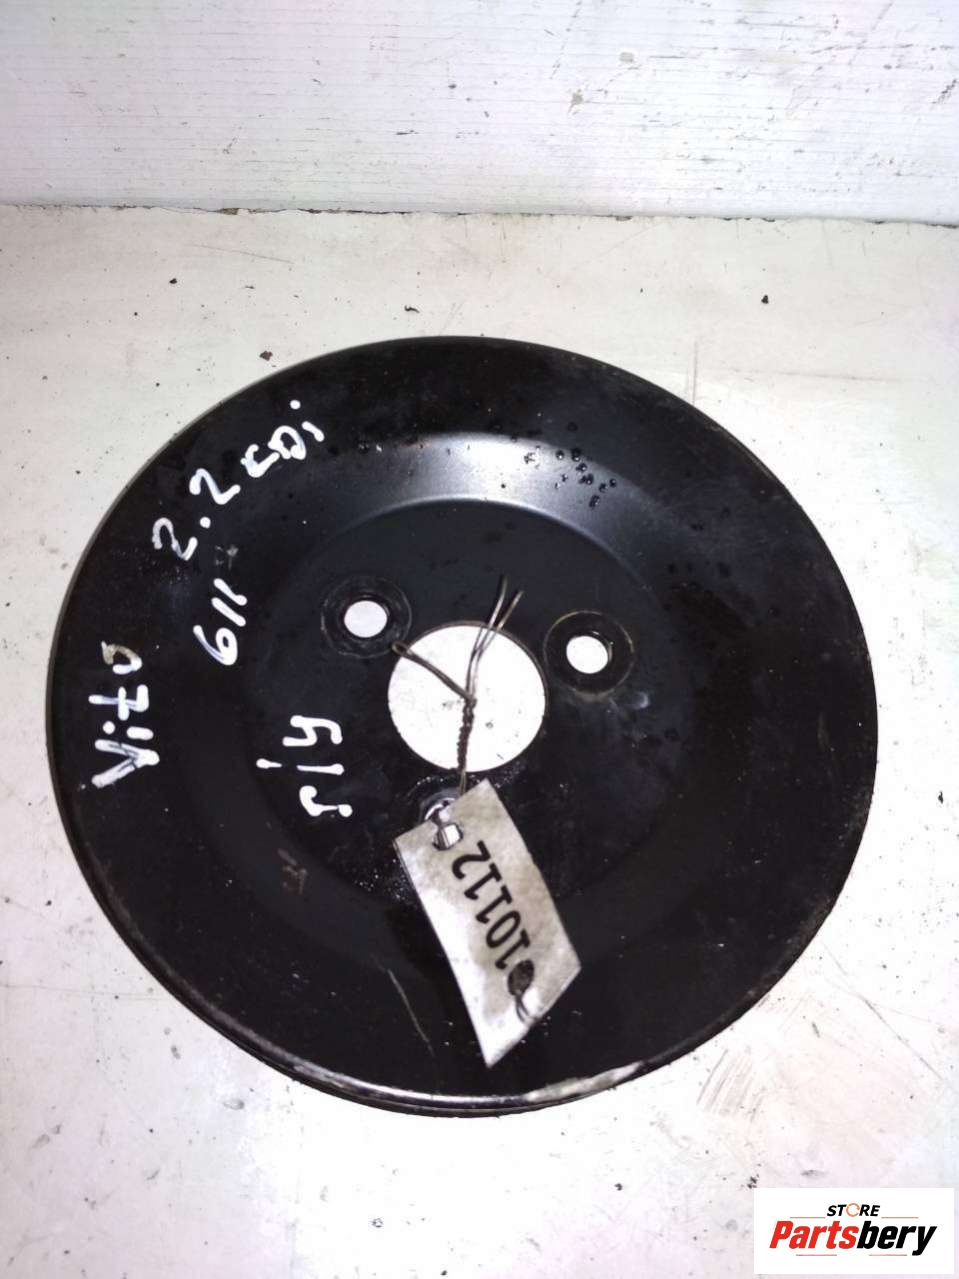 Vito
2.2 CDi
611
Г/У
10112
STORE
Partsbery